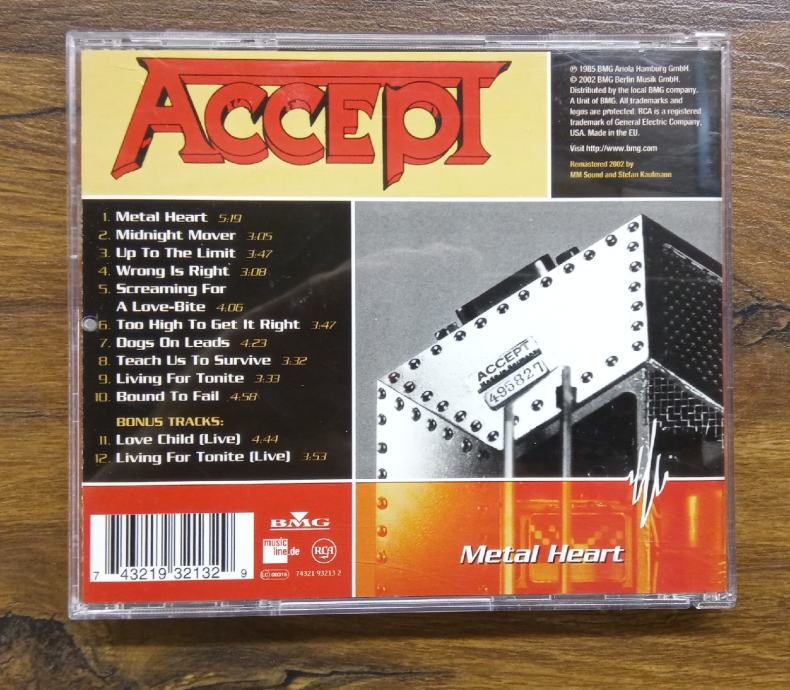 ACCEPT
℗ 1985 BMG Ariola Hamburg GmbH.
© 2002 BMG Berlin Musik GmbH.
Distributed by the local BMG company.
A Unit of BMG. All trademarks and
logos are protected. RCA is a registered
trademark of General Electric Company,
USA. Made in the EU.
Visit http://www.bmg.com
Remastered 2002 by
MM Sound and Stefan Kaufmann
1. Metal Heart 5:19
2. Midnight Mover 3:05
3. Up To The Limit 3:47
4. Wrong Is Right 3:08
5. Screaming For
A Love-Bite 4:06
6. Too High To Get It Right 3:47
7. Dogs On Leads 4:23
8. Teach Us To Survive 3:32
9. Living For Tonite 3:33
10. Bound To Fail 4:58
BONUS TRACKS:
11. Love Child (Live) 4:44
12. Living For Tonite (Live) 3:53
ACCEPT
495827
Metal Heart
BMG
music
line.de
RCA
7 43219 32132 9
74321 93213 2